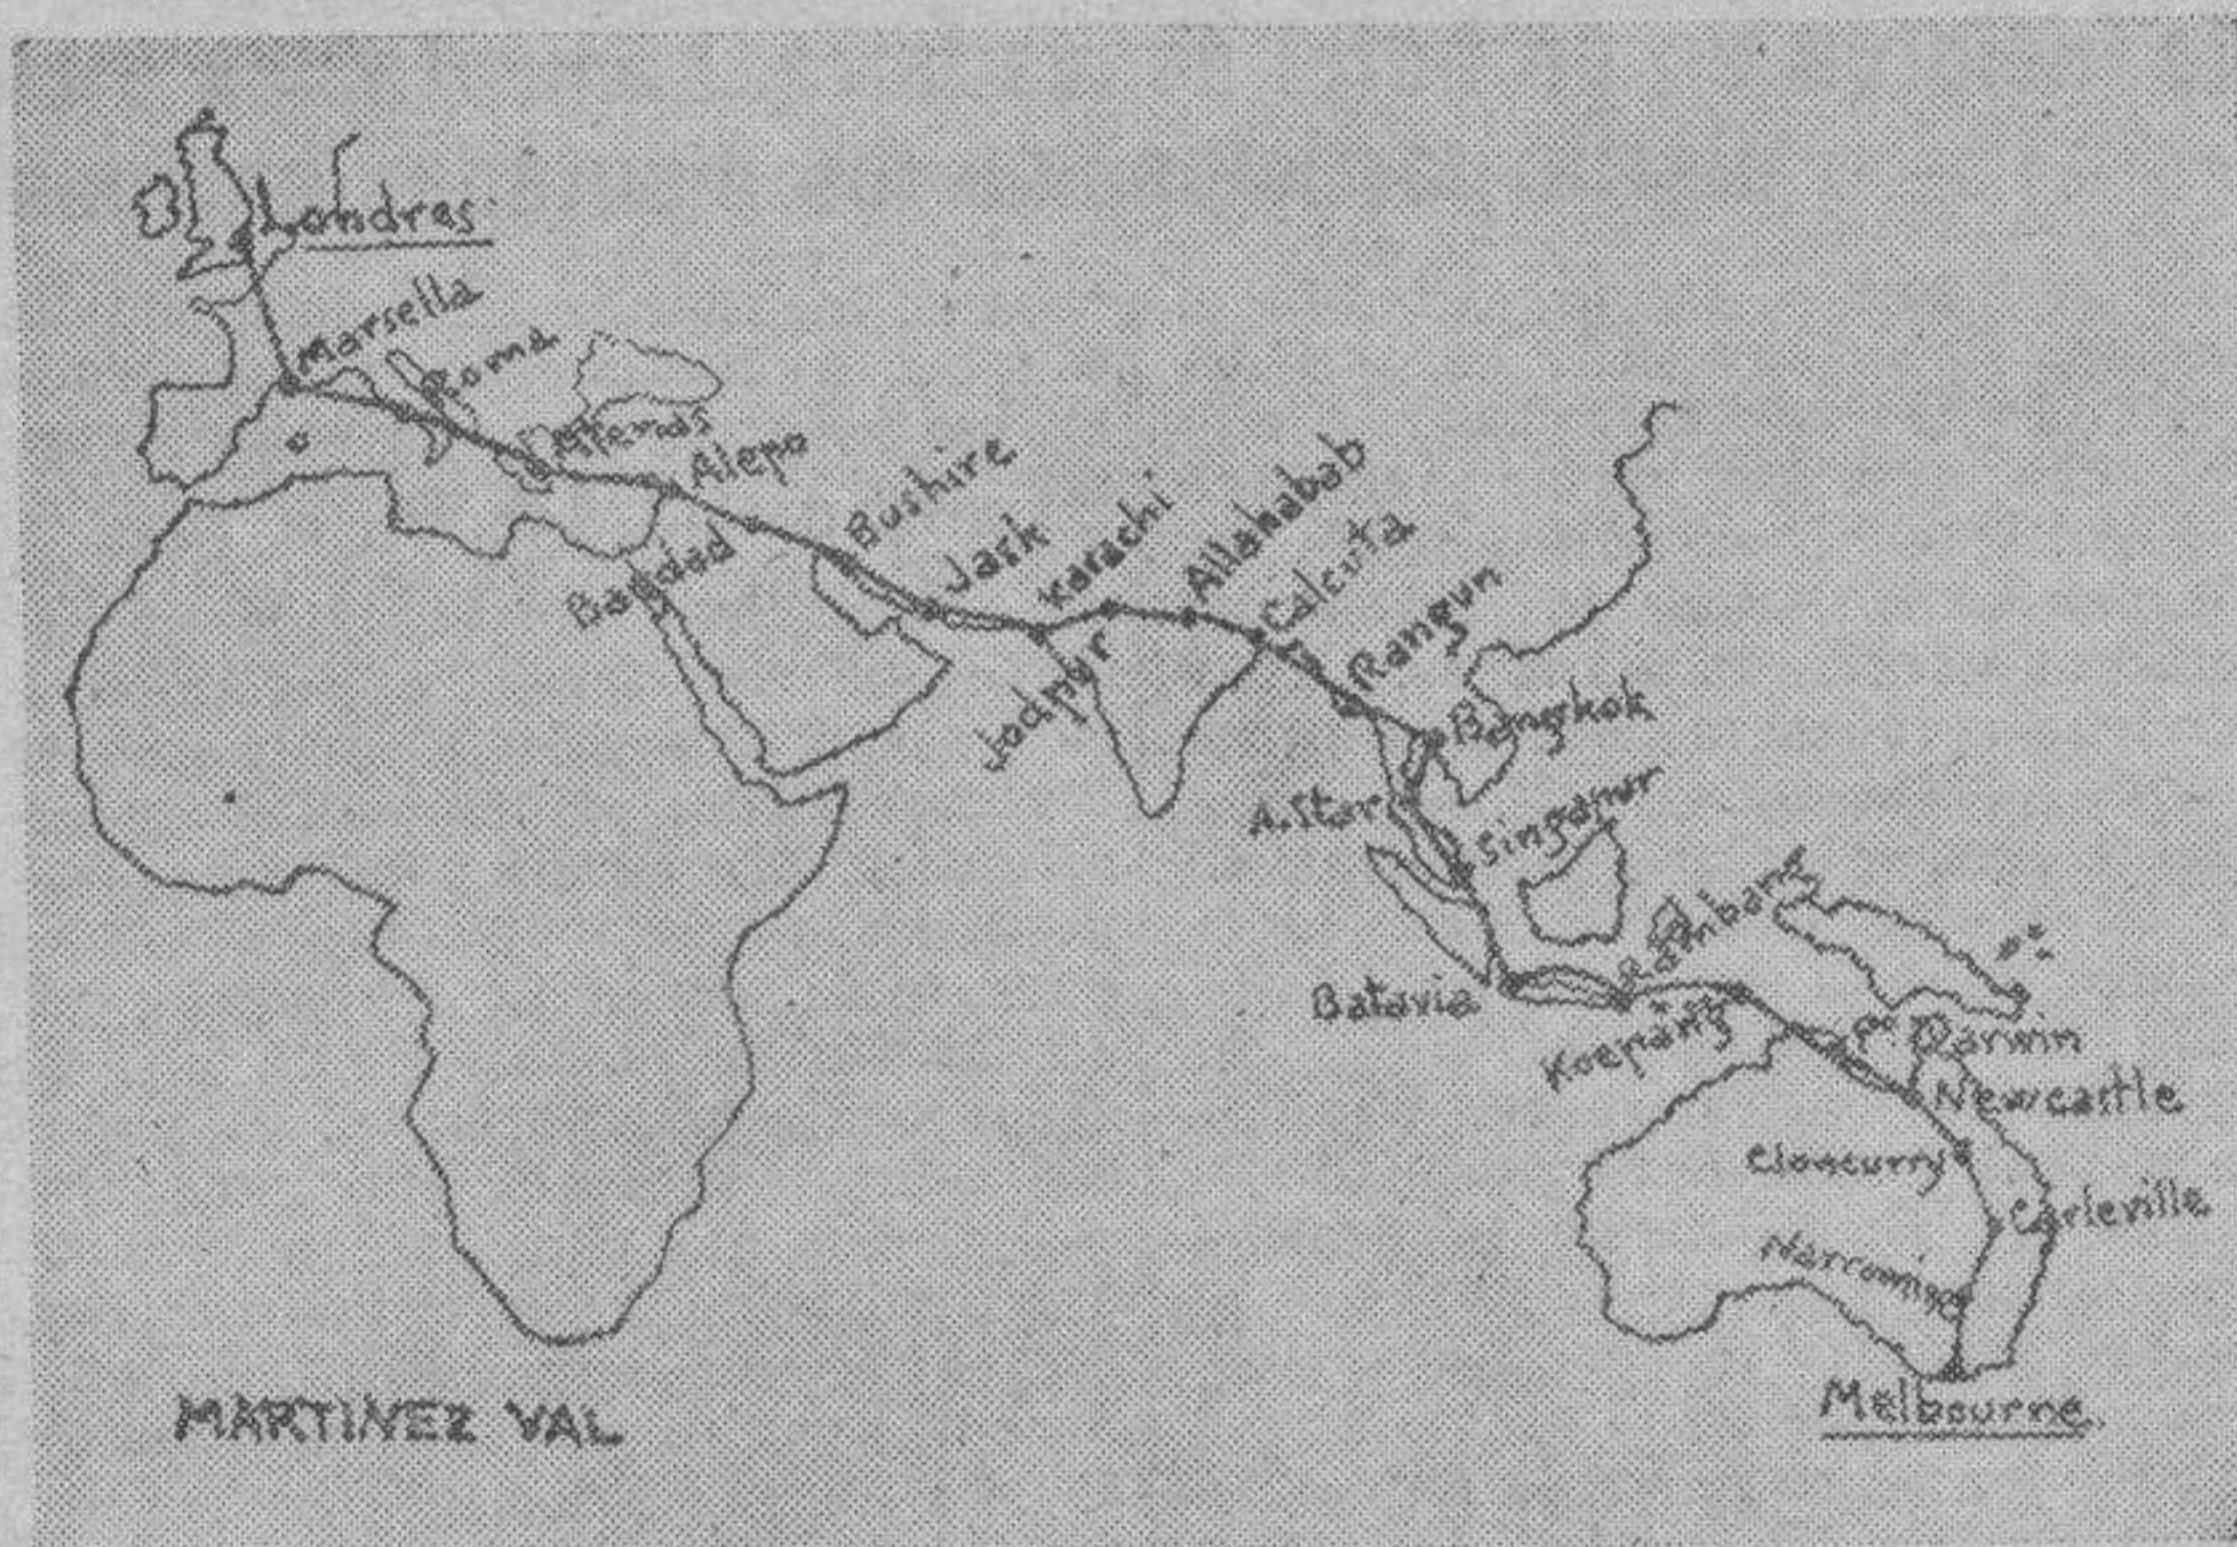 Londres
Marsella
Roma
Atenas
Alepo
Bagdad
Bushire
Jask
Karachi
Jodpur
Allahabab
Calcuta
Rangun
Bangkok
A. Star
Singapur
Batavia
Rambang
Koepang
Pº Darwin
Newcastle
Cloncurry
Carleville
Melbourne.
MARTINEZ VAL